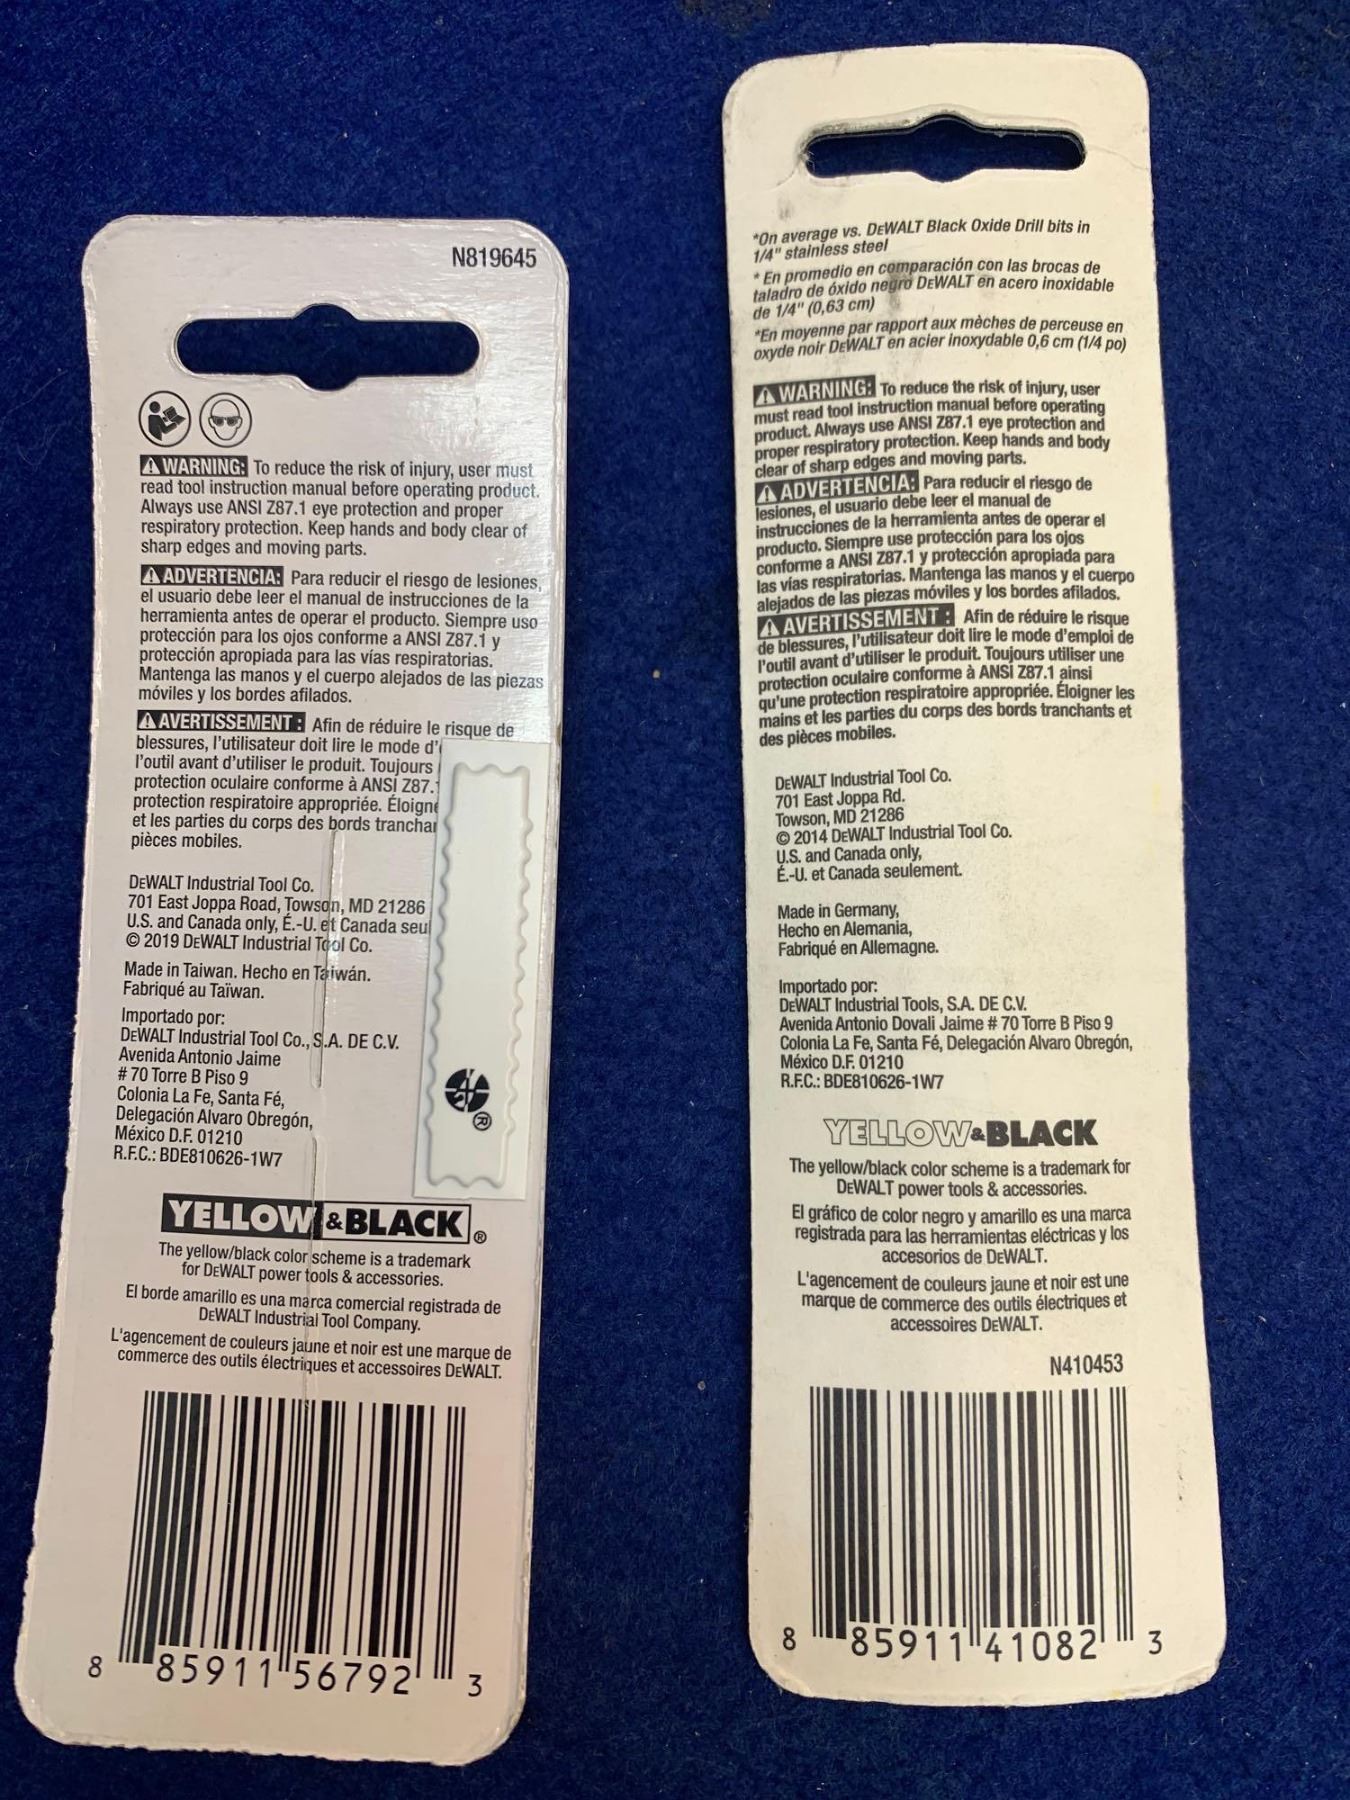 N819645
WARNING: To reduce the risk of injury, user must
read tool instruction manual before operating product.
Always use ANSI Z87.1 eye protection and proper
respiratory protection. Keep hands and body clear of
sharp edges and moving parts.
ADVERTENCIA: Para reducir el riesgo de lesiones,
el usuario debe leer el manual de instrucciones de la
herramienta antes de operar el producto. Siempre uso
protección para los ojos conforme a ANSI Z87.1 y
protección apropiada para las vías respiratorias.
Mantenga las manos y el cuerpo alejados de las piezas
móviles y los bordes afilados.
AVERTISSEMENT : Afin de réduire le risque de
blessures, l'utilisateur doit lire le mode
l'outil avant d'utiliser le produit. Toujours
protection oculaire conforme à ANSI Z87.
protection respiratoire appropriée.
et les parties du corps des bords
pièces mobiles.
DEWALT Industrial Tool Co.
701 East Joppa Road, Towson, MD 21286
U.S. and Canada only, É.-U. et Canada
© 2019 DEWALT Industrial Tool Co.
Made in Taiwan. Hecho en Taiwán.
Fabriqué au Taïwan.
Importado por:
DEWALT Industrial Tool Co., S.A. DE C.V.
Avenida Antonio Jaime
# 70 Torre B Piso 9
Colonia La Fe, Santa Fé,
Delegación Alvaro Obregón,
México D.F. 01210
R.F.C.: BDE810626-1W7
®
YELLOW & BLACK ®
The yellow/black color scheme is a trademark
for DEWALT power tools & accessories.
El borde amarillo es una marca comercial registrada de
DEWALT Industrial Tool Company.
L'agencement de couleurs jaune et noir est une marque de
commerce des outils électriques et accessoires DEWALT.
8 85911 56792 3
*On average vs. DEWALT Black Oxide Drill bits in
1/4" stainless steel
* En promedio en comparación con las brocas de
taladro de óxido negro DEWALT en acero inoxidable
de 1/4" (0,63 cm)
*En moyenne par rapport aux mèches de perceuse en
oxyde noir DEWALT en acier inoxydable 0,6 cm (1/4 po)
WARNING: To reduce the risk of injury, user
must read tool instruction manual before operating
product. Always use ANSI Z87.1 eye protection and
proper respiratory protection. Keep hands and body
clear of sharp edges and moving parts.
ADVERTENCIA: Para reducir el riesgo de
lesiones, el usuario debe leer el manual de
instrucciones de la herramienta antes de operar el
producto. Siempre use protección para los ojos
conforme a ANSI Z87.1 y protección apropiada para
las vías respiratorias. Mantenga las manos y el cuerpo
alejados de las piezas móviles y los bordes afilados.
AVERTISSEMENT : Afin de réduire le risque
de blessures, l'utilisateur doit lire le mode d'emploi de
l'outil avant d'utiliser le produit. Toujours utiliser une
protection oculaire conforme à ANSI Z87.1 ainsi
qu'une protection respiratoire appropriée. Éloigner les
mains et les parties du corps des bords tranchants et
des pièces mobiles.
DEWALT Industrial Tool Co.
701 East Joppa Rd.
Towson, MD 21286
© 2014 DEWALT Industrial Tool Co.
U.S. and Canada only,
É.-U. et Canada seulement.
Made in Germany,
Hecho en Alemania,
Fabriqué en Allemagne.
Importado por:
DEWALT Industrial Tools, S.A. DE C.V.
Avenida Antonio Dovali Jaime # 70 Torre B Piso 9
Colonia La Fe, Santa Fé, Delegación Alvaro Obregón,
México D.F. 01210
R.F.C.: BDE810626-1W7
YELLOW&BLACK
The yellow/black color scheme is a trademark for
DEWALT power tools & accessories.
El gráfico de color negro y amarillo es una marca
registrada para las herramientas eléctricas y los
accesorios de DEWALT.
L'agencement de couleurs jaune et noir est une
marque de commerce des outils électriques et
accessoires DEWALT.
N410453
8 85911 41082 3